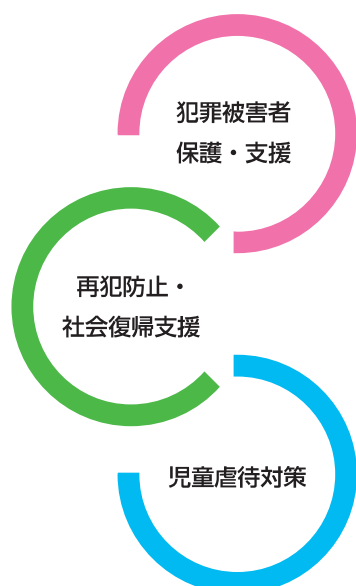 犯罪被害者
保護・支援
再犯防止・
社会復帰支援
児童虐待対策